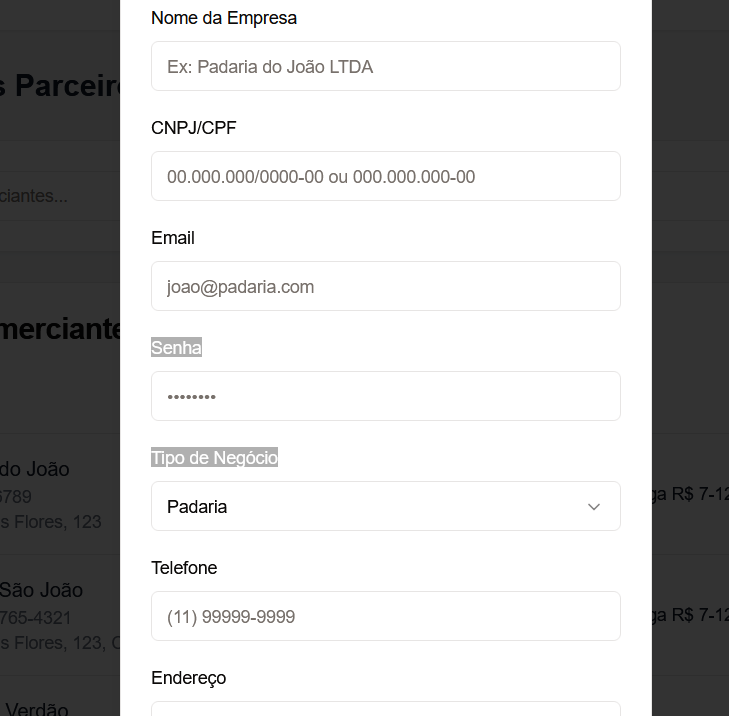 Nome da Empresa
s Parceiro
Ex: Padaria do João LTDA
CNPJ/CPF
00.000.000/0000-00 ou 000.000.000-00
ciantes...
Email
joao@padaria.com
merciante
Senha
••••••••
Tipo de Negócio
do João
6789
ga R$ 7-12
Padaria
s Flores, 123
Telefone
São João
765-4321
(11) 99999-9999
ga R$ 7-12
s Flores, 123, C
Endereço
Verdão